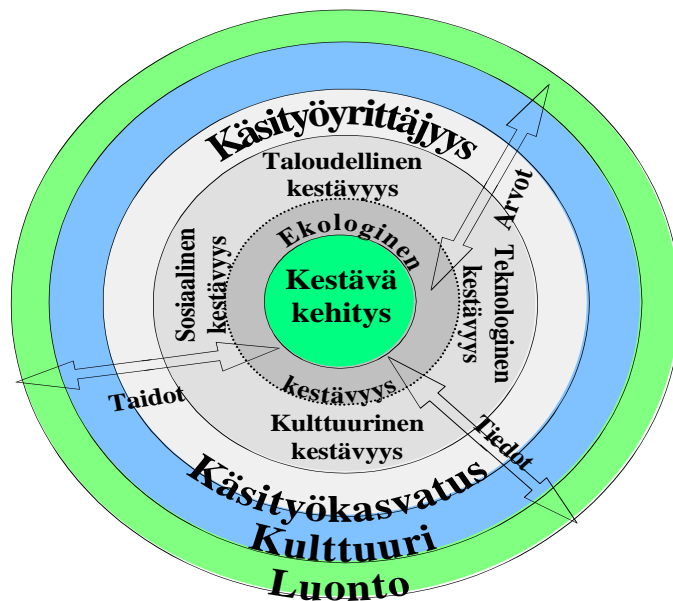 Käsityöyrittäjyys
Taloudellinen
kestävyys
Arvot
Ekologinen
Sosiaalinen
kestävyys
Kestävä
kehitys
Teknologinen
kestävyys
kestävyys
Taidot
Kulttuurinen
kestävyys
Tiedot
Käsityökasvatus
Kulttuuri
Luonto